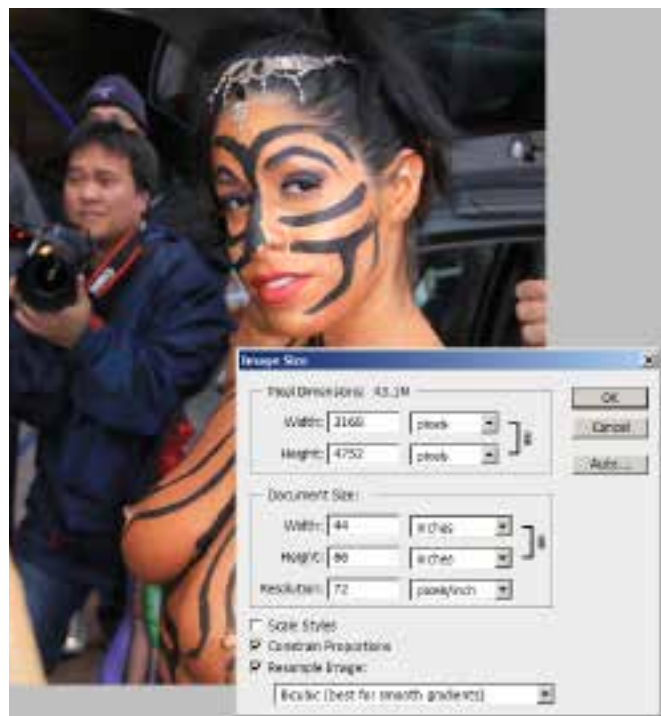 Image Size
Pixel Dimensions: 43.1M
Width: 3168 pixels
Height: 4752 pixels
Document Size:
Width: 44 inches
Height: 66 inches
Resolution: 72 pixels/inch
Scale Styles
Constrain Proportions
Resample Image:
Bicubic (best for smooth gradients)
OK
Cancel
Auto...